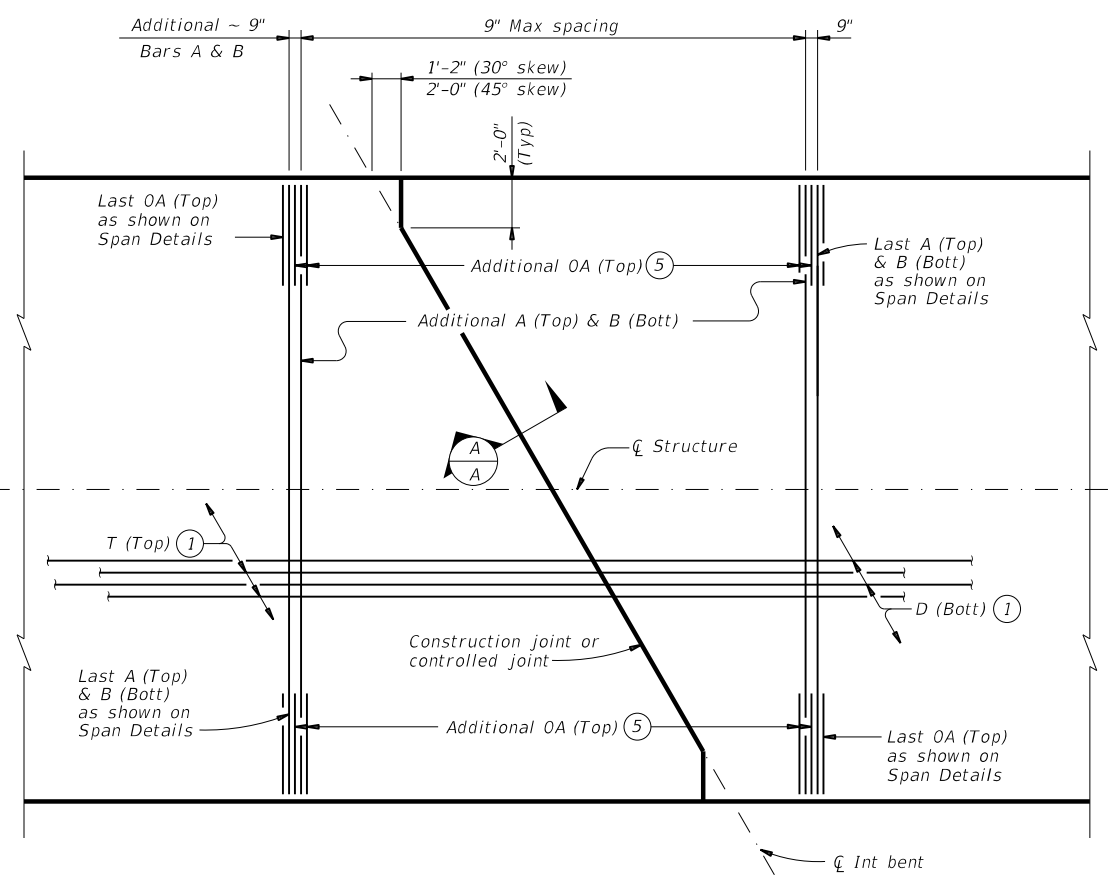 Additional ~ 9"
Bars A & B
9" Max spacing
9"
1'-2" (30° skew)
2'-0" (45° skew)
2'-0"
(Typ)
Last OA (Top)
as shown on
Span Details
Last A (Top)
& B (Bott)
as shown on
Span Details
Additional OA (Top) 5
Additional A (Top) & B (Bott)
A
A
℄ Structure
T (Top) 1
D (Bott) 1
Construction joint or
controlled joint
Last A (Top)
& B (Bott)
as shown on
Span Details
Additional OA (Top) 5
Last OA (Top)
as shown on
Span Details
℄ Int bent